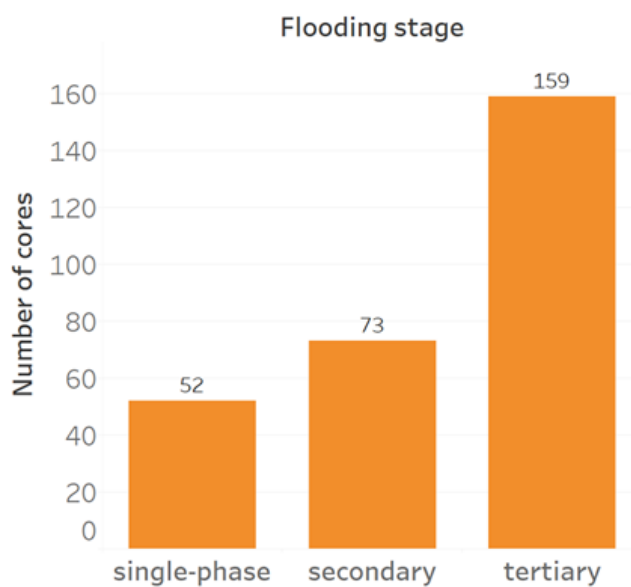 Flooding stage
Number of cores
160
140
120
100
80
60
40
20
0
52
73
159
single-phase
secondary
tertiary